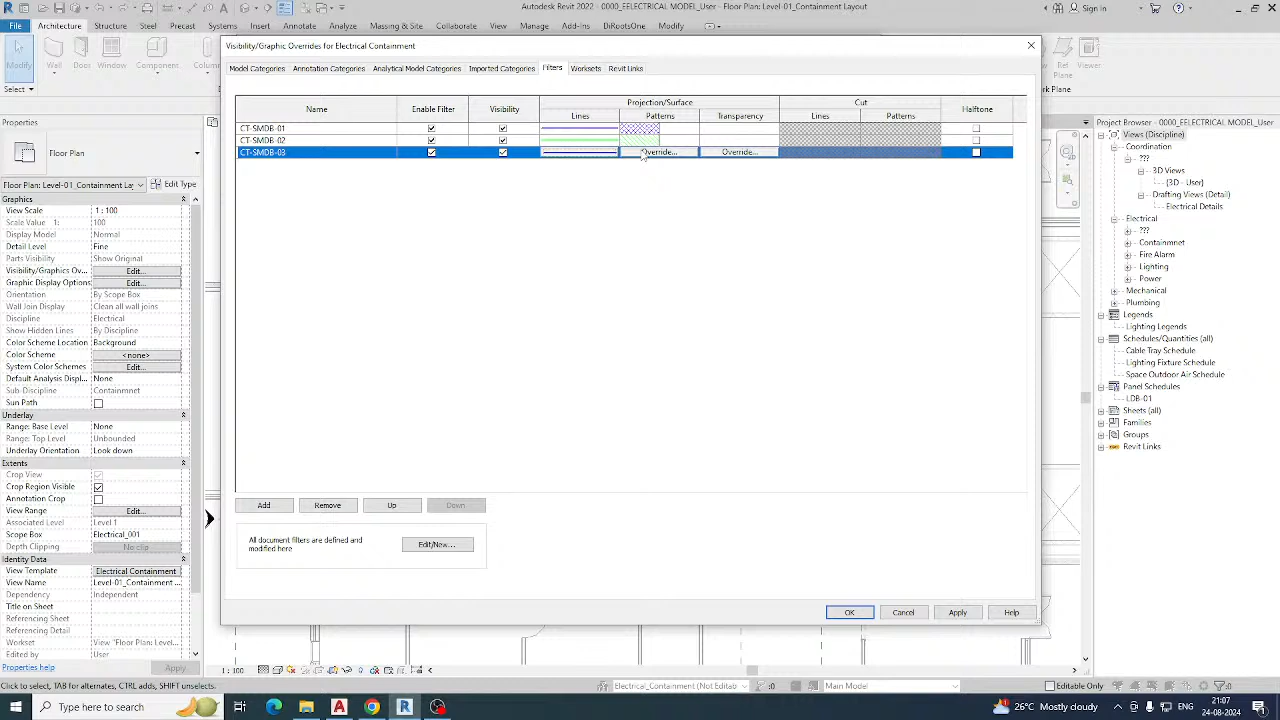 Autodesk Revit 2022 - 0000_EELECTRICAL MODEL_User - Floor Plan: Level-01_Containment Layout
Sign In
File Architecture Structure Steel Precast Systems Insert Annotate Analyze Massing & Site Collaborate View Manage Add-Ins DiRootsOne Modify
Modify Wall Door Window Component Column
Ref
Plane
Select
Properties
Floor Plan
Floor Plan: Level-01_Containment La
Edit Type
Graphics
View Scale 1 : 100
Scale Value 1: 100
Display Model Normal
Detail Level Fine
Parts Visibility Show Original
Visibility/Graphics Ov... Edit...
Graphic Display Options Edit...
Orientation By Scope Box
Wall Join Display Clean all wall joins
Discipline Electrical
Show Hidden Lines By Discipline
Color Scheme Location Background
Color Scheme <none>
System Color Schemes Edit...
Default Analysis Displ... None
Sub-Discipline Containmnet
Sun Path
Underlay
Range: Base Level None
Range: Top Level Unbounded
Underlay Orientation Look down
Extents
Crop View
Crop Region Visible
Annotation Crop
View Range Edit...
Associated Level Level 1
Scope Box Electrical_001
Depth Clipping No clip
Identity Data
View Template Electrical Containment
View Name Level-01_Containment ...
Dependency Independent
Title on Sheet
Referencing Sheet
Referencing Detail
Workset View "Floor Plan: Level...
Edited by User
Properties help Apply
Visibility/Graphic Overrides for Electrical Containment
Model Categories Annotation Categories Model Categories Imported Categories Filters Worksets Revit Links
Name Enable Filter Visibility Projection/Surface Cut Halftone
Lines Patterns Transparency Lines Patterns
CT-SMDB-01
CT-SMDB-02
CT-SMDB-03 Override... Override...
Add Remove Up Down
All document filters are defined and
modified here
Edit/New...
OK Cancel Apply Help
Project Browser -
Views (Discipline)
Coordination
???
3D Views
{3D - User}
Drafting Views (Detail)
Electrical Details
Electrical
???
Containmnet
Fire Alarm
Lighting
Power
Mechanical
Plumbing
Legends
Lighting Legends
Schedules/Quantities (all)
Cable Tray Schedule
Lighting Fixture Schedule
Space Outdoor Air Schedule
Panel Schedules
LDB-01
Sheets (all)
Families
Groups
Revit Links
1 : 100
Click to select, TAB for alternates, CTRL adds, SHIFT unselects.
Electrical_Containment (Not Editab
:0
Main Model
Editable Only
:0
Type here to search
26°C Mostly cloudy
21:07
24-08-2024